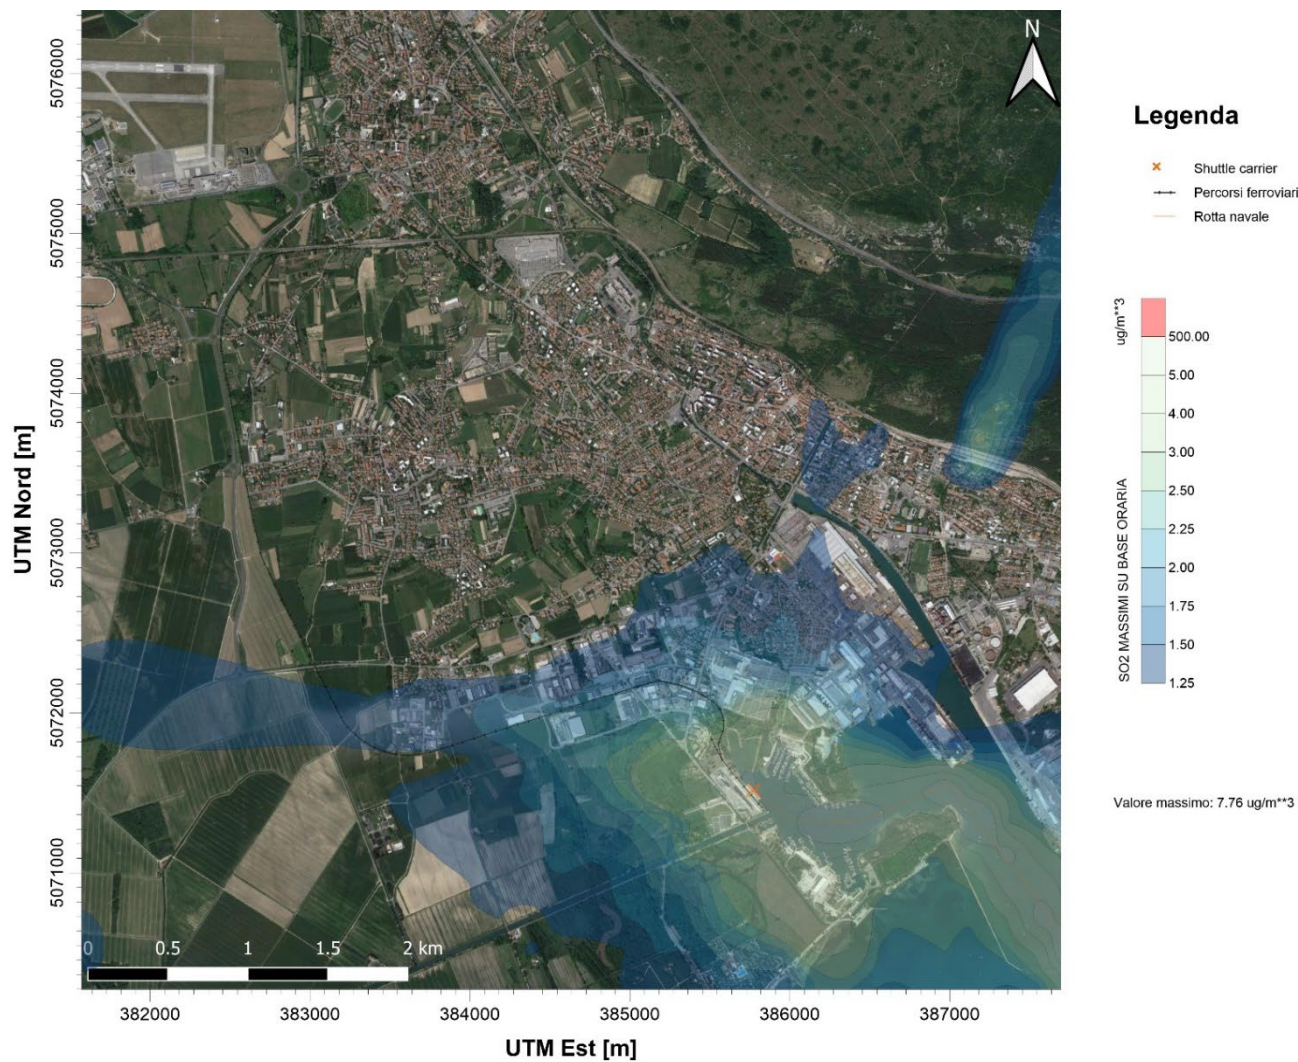 N
5076000
5075000
5074000
5073000
5072000
5071000
UTM Nord [m]
0 0.5 1 1.5 2 km
382000 383000 384000 385000 386000 387000
UTM Est [m]
Legenda
Shuttle carrier
Percorsi ferroviari
Rotta navale
ug/m**3
500.00
5.00
4.00
3.00
2.50
2.25
2.00
1.75
1.50
1.25
SO2 MASSIMI SU BASE ORARIA
Valore massimo: 7.76 ug/m**3